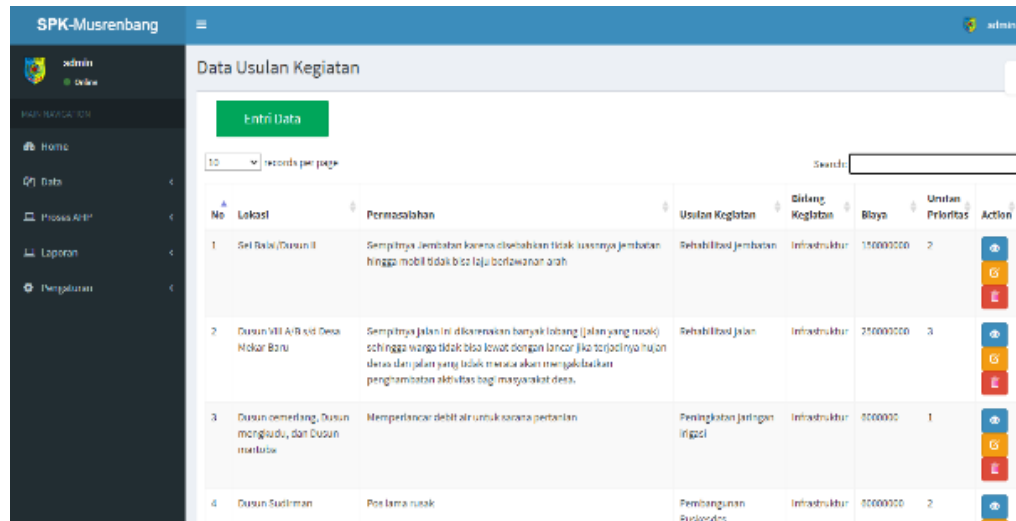 SPK-Musrenbang
admin
admin
Online
MAIN NAVIGATION
Home
Data
Proses AHP
Laporan
Pengaturan
Data Usulan Kegiatan
Entri Data
10 records per page
Search:
No Lokasi Permasalahan Usulan Kegiatan Bidang Kegiatan Biaya Urutan Prioritas Action
1 Sei Balai/Dusun II Sempitnya Jembatan karena disebabkan tidak luasnnya jembatan Rehabilitasi jembatan Infrastruktur 150000000 2
hingga mobil tidak bisa laju berlawanan arah
2 Dusun VIII A/B s/d Desa Sempitnya jalan ini dikarenakan banyak lobang (jalan yang rusak) Rehabilitasi jalan Infrastruktur 250000000 3
Mekar Baru sehingga warga tidak bisa lewat dengan lancar jika terjadinya hujan
deras dan jalan yang tidak merata akan mengakibatkan
penghambatan aktivitas bagi masyarakat desa.
3 Dusun cemerlang, Dusun Memperlancar debit air untuk sarana pertanian Peningkatan jaringan Infrastruktur 6000000 1
mengkudu, dan Dusun irigasi
martuba
4 Dusun Sudirman Pos lama rusak Pembangunan Infrastruktur 60000000 2